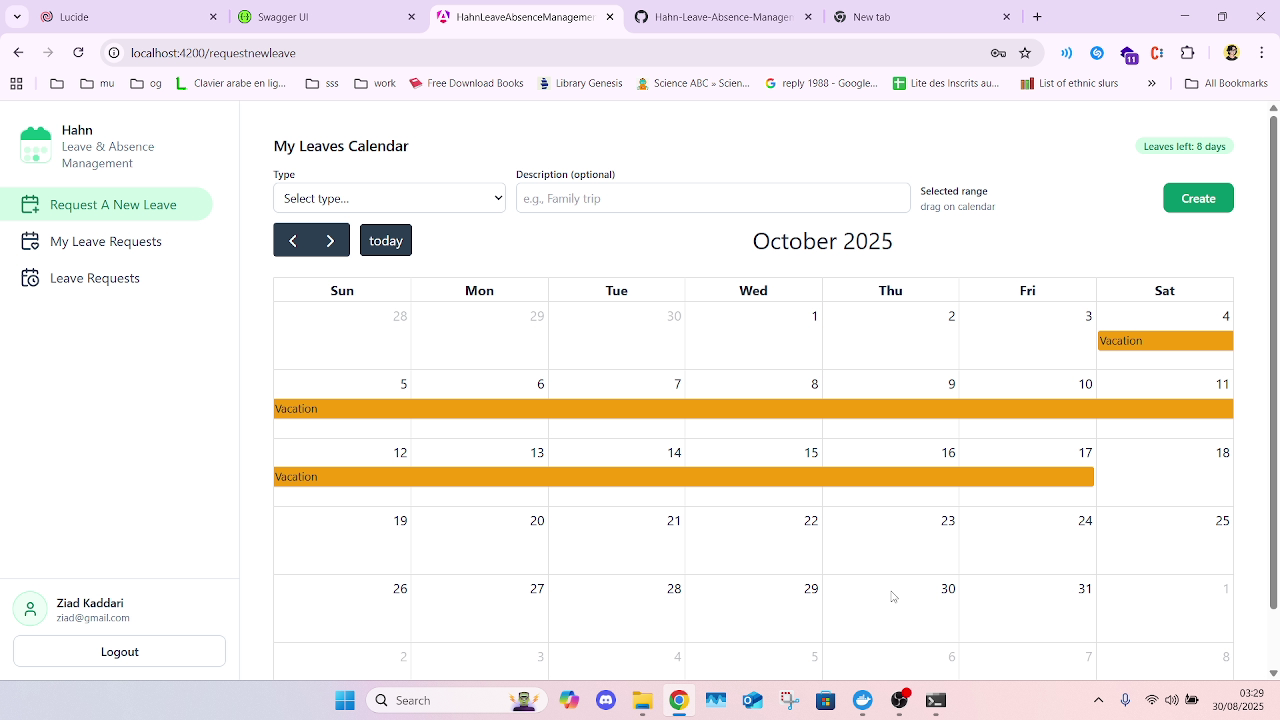 Lucide
Swagger UI
HahnLeaveAbsenceManagemen
Hahn-Leave-Absence-Managem
New tab
localhost:4200/requestnewleave
11
mu
og
Clavier arabe en lig...
sss
work
Free Download Books
Library Genesis
Science ABC » Scien...
reply 1988 - Google...
Lite des Inscrits au...
List of ethnic slurs
»
All Bookmarks
Hahn
Leave & Absence
Management
Request A New Leave
My Leave Requests
Leave Requests
Ziad Kaddari
ziad@gmail.com
Logout
My Leaves Calendar
Leaves left: 8 days
Type
Description (optional)
Select type...
e.g., Family trip
Selected range
drag on calendar
Create
today
October 2025
Sun Mon Tue Wed Thu Fri Sat
28 29 30 1 2 3 4
Vacation
5 6 7 8 9 10 11
Vacation
12 13 14 15 16 17 18
Vacation
19 20 21 22 23 24 25
26 27 28 29 30 31 1
2 3 4 5 6 7 8
Search
03:25
30/08/2025